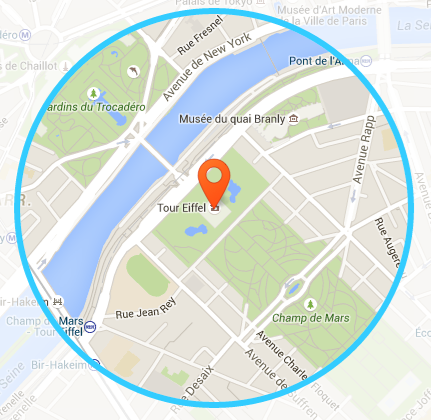 Palais de Tokyo
Musée d'Art Moderne
de la Ville de Paris
Rue Fresnel
Avenue de New York
La Se
Pont de l'Alma
de Chaillot
Jardins du Trocadéro
Musée du quai Branly
Avenue Rapp
Tour Eiffel
Rue Augere
Bir-Hakeim
Champ de Mars
- Tour Eiffel
Rue Jean Rey
Champ de Mars
Bir-Hakeim
Seine
Avenue Charles Floquet
Avenue de Suffren
Rue Desaix